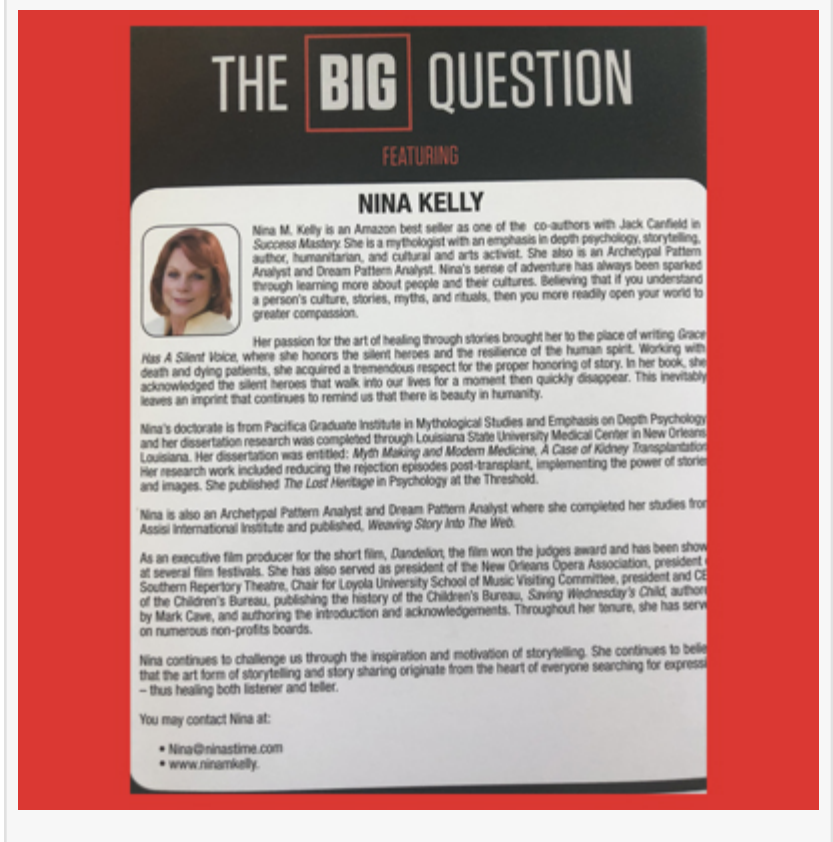 THE BIG QUESTION
FEATURING
NINA KELLY
Nina M. Kelly is an Amazon best seller as one of the co-authors with Jack Canfield in
Success Mastery. She is a mythologist with an emphasis in depth psychology, storytelling,
author, humanitarian, and cultural and arts activist. She also is an Archetypal Pattern
Analyst and Dream Pattern Analyst. Nina's sense of adventure has always been sparked
through learning more about people and their cultures. Believing that if you understand
a person's culture, stories, myths, and rituals, then you more readily open your world to
greater compassion.
Her passion for the art of healing through stories brought her to the place of writing Grace
Has A Silent Voice, where she honors the silent heroes and the resilience of the human spirit. Working with
death and dying patients, she acquired a tremendous respect for the proper honoring of story. In her book, she
acknowledged the silent heroes that walk into our lives for a moment then quickly disappear. This inevitably
leaves an imprint that continues to remind us that there is beauty in humanity.
Nina's doctorate is from Pacifica Graduate Institute in Mythological Studies and Emphasis on Depth Psychology
and her dissertation research was completed through Louisiana State University Medical Center in New Orleans
Louisiana. Her dissertation was entitled: Myth Making and Modern Medicine, A Case of Kidney Transplantation
Her research work included reducing the rejection episodes post-transplant, implementing the power of storie
and images. She published The Lost Heritage in Psychology at the Threshold.
Nina is also an Archetypal Pattern Analyst and Dream Pattern Analyst where she completed her studies fror
Assisi International Institute and published, Weaving Story Into The Web.
As an executive film producer for the short film, Dandelion, the film won the judges award and has been show
at several film festivals. She has also served as president of the New Orleans Opera Association, president
Southern Repertory Theatre, Chair for Loyola University School of Music Visiting Committee, president and CE
of the Children's Bureau, publishing the history of the Children's Bureau, Saving Wednesday's Child, author
by Mark Cave, and authoring the introduction and acknowledgements. Throughout her tenure, she has serv
on numerous non-profits boards.
Nina continues to challenge us through the inspiration and motivation of storytelling. She continues to belie
that the art form of storytelling and story sharing originate from the heart of everyone searching for expressi
– thus healing both listener and teller.
You may contact Nina at:
• Nina@ninastime.com
• www.ninamkelly.